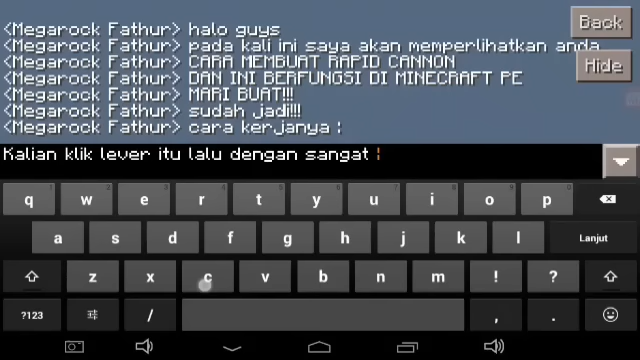 Back
<Megarock Fathur> halo guys
<Megarock Fathur> pada kali ini saya akan memperlihatkan anda
<Megarock Fathur> CARA MEMBUAT RAPID CANNON
Hide
<Megarock Fathur> DAN INI BERFUNGSI DI MINECRAFT PE
<Megarock Fathur> MARI BUAT!!!
<Megarock Fathur> sudah jadi!!!
<Megarock Fathur> cara kerjanya :
Kalian klik lever itu lalu dengan sangat
q w e r t y u i o p
a s d f g h j k l Lanjut
z x c v b n m ! ?
?123 / , .